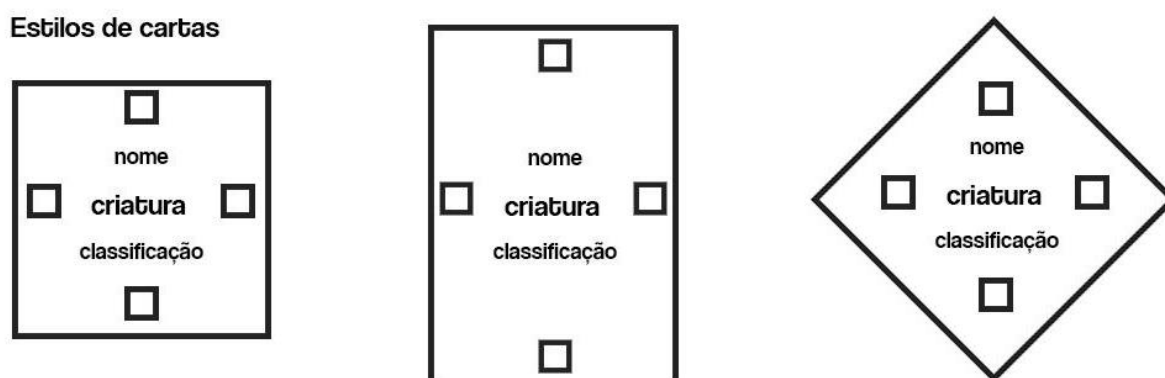 Estilos de cartas
nome
criatura
classificação
nome
criatura
classificação
nome
criatura
classificação